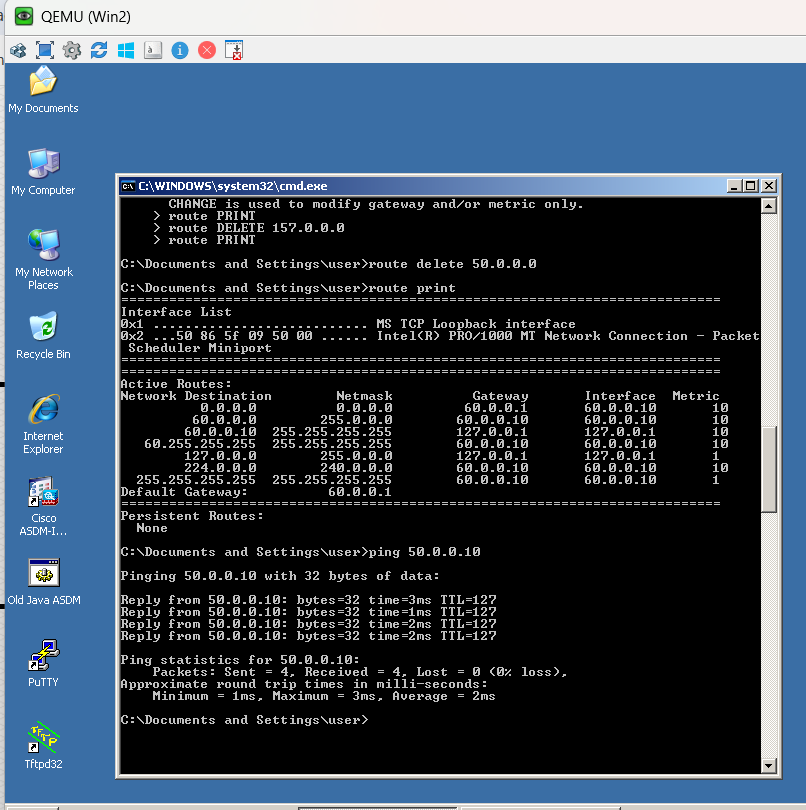 QEMU (Win2)
My Documents
My Computer
My Network
Places
Recycle Bin
Internet
Explorer
Cisco
ASDM-I...
Old Java ASDM
PuTTY
Tftpd32
C:\WINDOWS\system32\cmd.exe
CHANGE is used to modify gateway and/or metric only.
> route PRINT
> route DELETE 157.0.0.0
> route PRINT
C:\Documents and Settings\user>route delete 50.0.0.0
C:\Documents and Settings\user>route print
===========================================================================
Interface List
0x1 ........................... MS TCP Loopback interface
0x2 ...50 86 5f 09 50 00 ...... Intel(R) PRO/1000 MT Network Connection - Packet
Scheduler Miniport
===========================================================================
===========================================================================
Active Routes:
Network Destination        Netmask          Gateway       Interface  Metric
0.0.0.0          0.0.0.0         60.0.0.1       60.0.0.10      10
60.0.0.0        255.0.0.0        60.0.0.10       60.0.0.10      10
60.0.0.10  255.255.255.255        127.0.0.1       127.0.0.1      10
60.255.255.255  255.255.255.255        60.0.0.10       60.0.0.10      10
127.0.0.0        255.0.0.0        127.0.0.1       127.0.0.1      1
224.0.0.0        240.0.0.0        60.0.0.10       60.0.0.10      10
255.255.255.255  255.255.255.255        60.0.0.10       60.0.0.10      1
Default Gateway:          60.0.0.1
===========================================================================
Persistent Routes:
None
C:\Documents and Settings\user>ping 50.0.0.10
Pinging 50.0.0.10 with 32 bytes of data:
Reply from 50.0.0.10: bytes=32 time=3ms TTL=127
Reply from 50.0.0.10: bytes=32 time=1ms TTL=127
Reply from 50.0.0.10: bytes=32 time=2ms TTL=127
Reply from 50.0.0.10: bytes=32 time=2ms TTL=127
Ping statistics for 50.0.0.10:
Packets: Sent = 4, Received = 4, Lost = 0 (0% loss),
Approximate round trip times in milli-seconds:
Minimum = 1ms, Maximum = 3ms, Average = 2ms
C:\Documents and Settings\user>